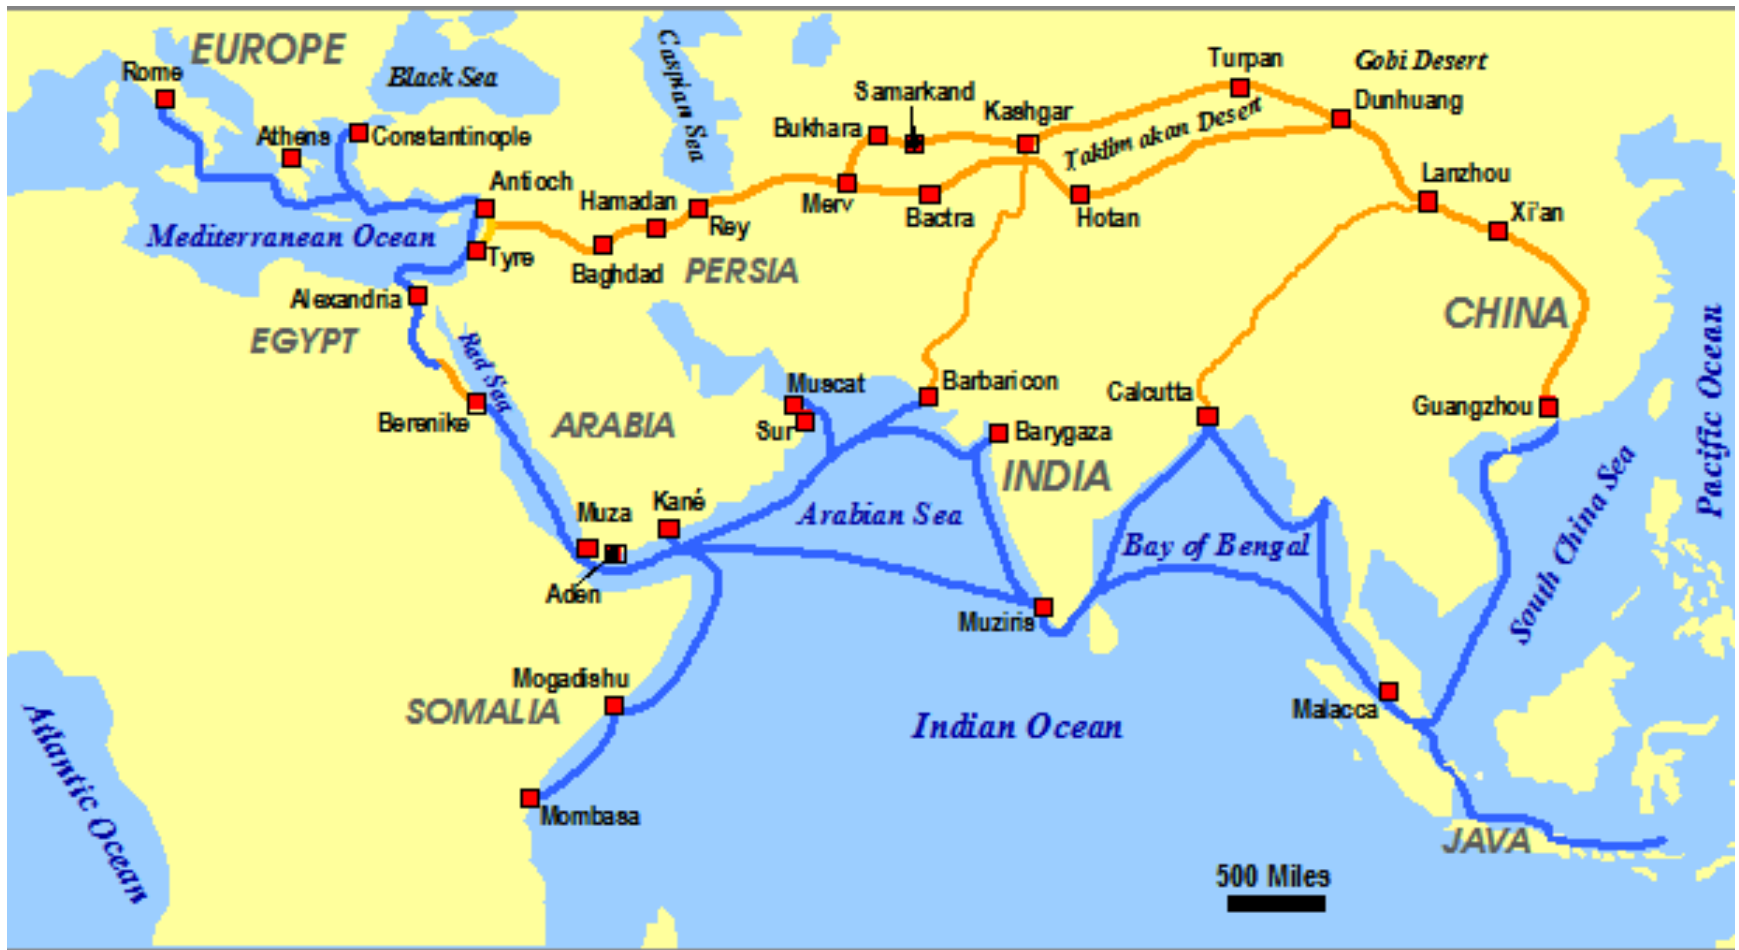 EUROPE
Rome
Black Sea
Caspian Sea
Athens
Constantinople
Antioch
Mediterranean Ocean
Tyre
Hamadan
Rey
Baghdad
PERSIA
Samarkand
Bukhara
Kashgar
Merv
Bactra
Turpan
Gobi Desert
Dunhuang
Taklim akan Desert
Hotan
Lanzhou
Xi'an
CHINA
Pacific Ocean
Alexandria
EGYPT
Red Sea
Berenike
ARABIA
Muscat
Sur
Barbaricon
Barygaza
INDIA
Calcutta
Guangzhou
South China Sea
Muza
Kané
Aden
Arabian Sea
Bay of Bengal
Muziris
Mogadishu
SOMALIA
Mombasa
Atlantic Ocean
Indian Ocean
Malacca
JAVA
500 Miles